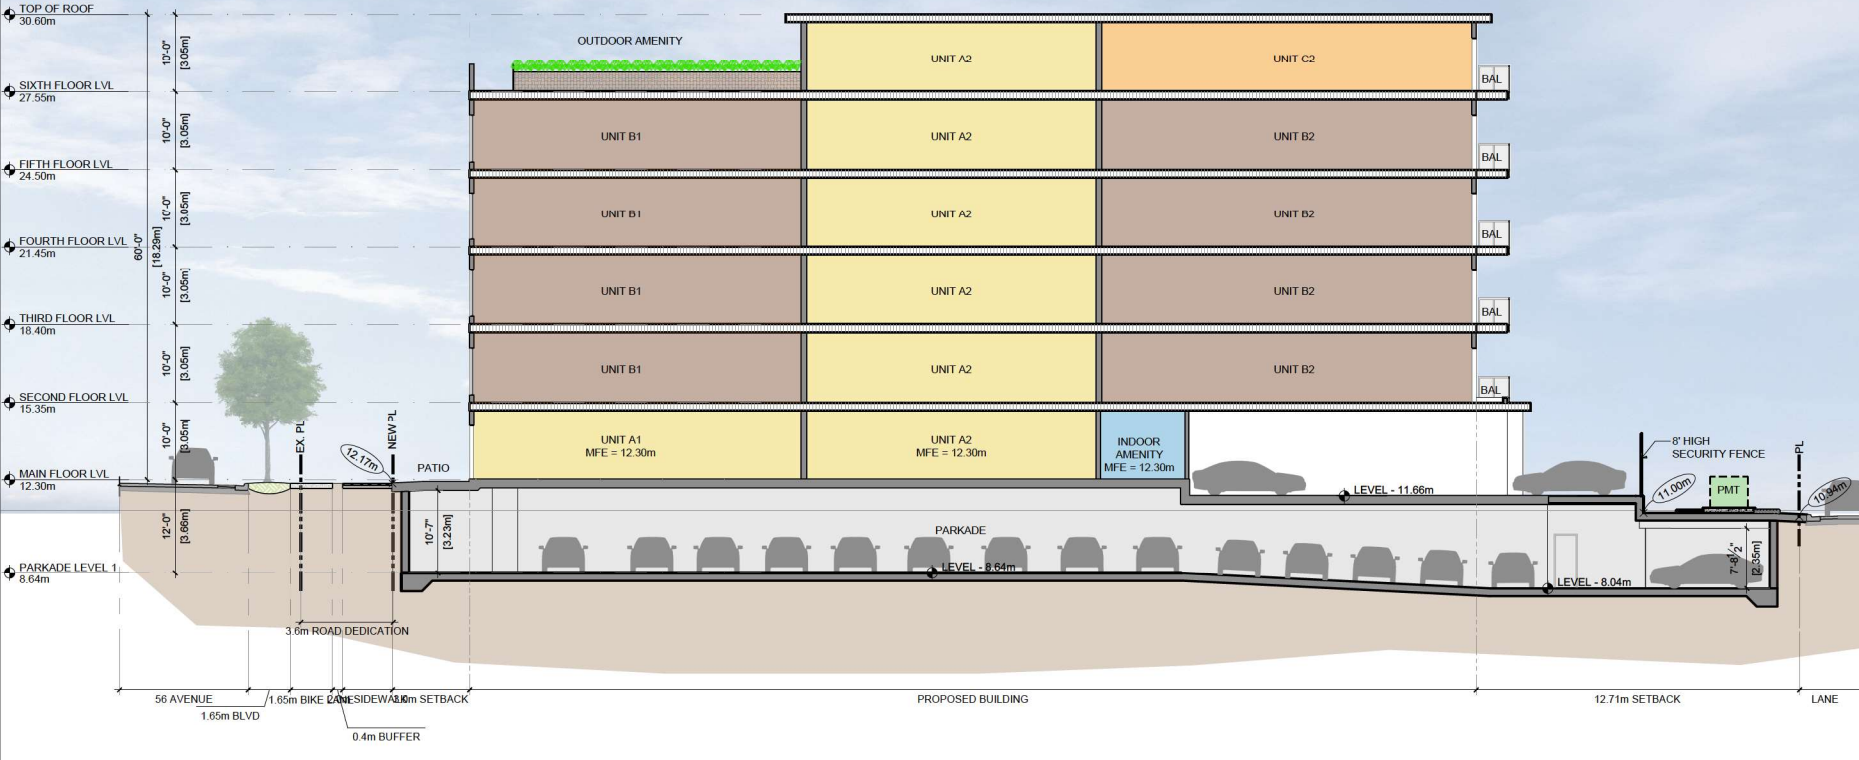 TOP OF ROOF
30.60m
10'-0"
[3.05m]
OUTDOOR AMENITY
UNIT A2
UNIT C2
BAL
SIXTH FLOOR LVL
27.55m
10'-0"
[3.05m]
UNIT B1
UNIT A2
UNIT B2
BAL
FIFTH FLOOR LVL
24.50m
10'-0"
[3.05m]
UNIT B1
UNIT A2
UNIT B2
BAL
FOURTH FLOOR LVL
21.45m
60'-0"
[18.29m]
10'-0"
[3.05m]
UNIT B1
UNIT A2
UNIT B2
BAL
THIRD FLOOR LVL
18.40m
10'-0"
[3.05m]
UNIT B1
UNIT A2
UNIT B2
BAL
SECOND FLOOR LVL
15.35m
10'-0"
[3.05m]
EX. PL
NEW PL
12.17m
PATIO
UNIT A1
MFE = 12.30m
UNIT A2
MFE = 12.30m
INDOOR
AMENITY
MFE = 12.30m
8' HIGH
SECURITY FENCE
PL
MAIN FLOOR LVL
12.30m
LEVEL - 11.66m
11.00m
PMT
10.94m
12'-0"
[3.66m]
10'-7"
[3.23m]
PARKADE
7'-8½"
[2.35m]
PARKADE LEVEL 1
8.64m
LEVEL - 8.64m
LEVEL - 8.04m
3.6m ROAD DEDICATION
56 AVENUE
1.65m BLVD
1.65m BIKE LANE
SIDEWALK
0.4m BUFFER
3.0m SETBACK
PROPOSED BUILDING
12.71m SETBACK
LANE